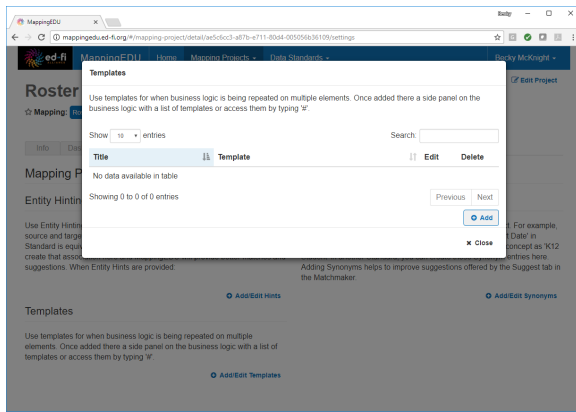 Becky
MappingEDU
mappingedu.ed-fi.org/#/mapping-project/detail/ae5c6cc3-a87b-e711-80d4-005056b36109/settings
ed-fi MappingEDU Home Mapping Projects Data Standards Becky McKnight
Templates
Edit Project
Roster
Use templates for when business logic is being repeated on multiple elements. Once added there a side panel on the
business logic with a list of templates or access them by typing '#'.
Mapping:
Show 10 entries Search:
Info
Title Template Edit Delete
Mapping P
No data available in table
Showing 0 to 0 of 0 entries Previous Next
Entity Hintin
Add
Use Entity Hintin d. For example,
source and targe Date' in
Standard is equi concept as 'K12
Close
create that assoc entries here.
suggestions. When Entity Hints are provided. Adding Synonyms helps to improve suggestions offered by the Suggest tab in
the Matchmaker.
Add/Edit Hints Add/Edit Synonyms
Templates
Use templates for when business logic is being repeated on multiple
elements. Once added there a side panel on the business logic with a list of
templates or access them by typing '#'.
Add/Edit Templates